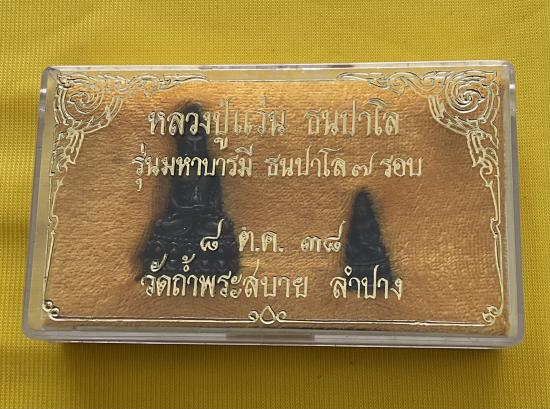 หลวงปู่แว่น ธนปาโล
รุ่นมหาบารมี ธนปาโล ๗ รอบ
๘ ต.ค. ๓๘
วัดถ้ำพระสบาย ลำปาง